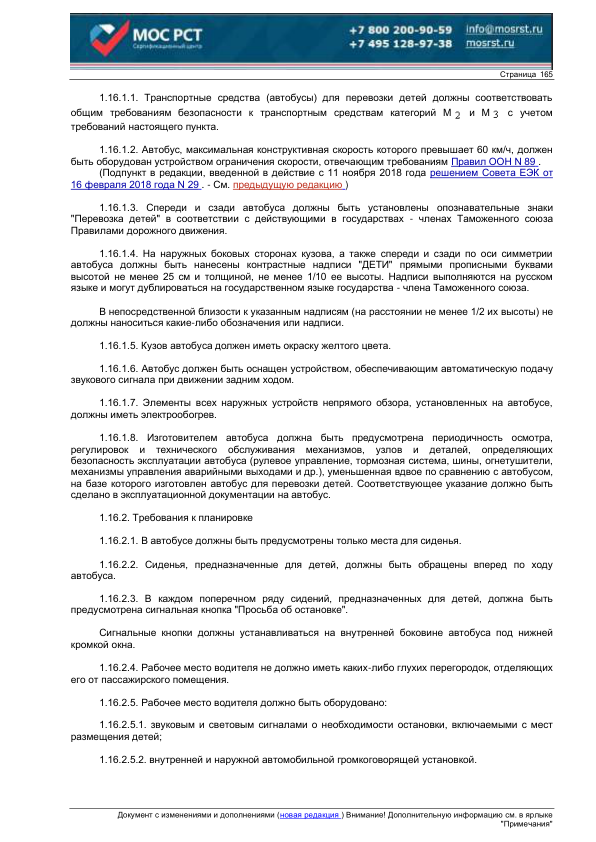 МОС РСТ
Сертификационный центр
+7 800 200-90-59 info@mosrst.ru
+7 495 128-97-38 mosrst.ru
Страница 165
1.16.1.1. Транспортные средства (автобусы) для перевозки детей должны соответствовать
общим требованиям безопасности к транспортным средствам категорий М 2 и М 3 с учетом
требований настоящего пункта.
1.16.1.2. Автобус, максимальная конструктивная скорость которого превышает 60 км/ч, должен
быть оборудован устройством ограничения скорости, отвечающим требованиям Правил ООН N 89 .
(Подпункт в редакции, введенной в действие с 11 ноября 2018 года решением Совета ЕЭК от
16 февраля 2018 года N 29 . - См. предыдущую редакцию )
1.16.1.3. Спереди и сзади автобуса должны быть установлены опознавательные знаки
"Перевозка детей" в соответствии с действующими в государствах - членах Таможенного союза
Правилами дорожного движения.
1.16.1.4. На наружных боковых сторонах кузова, а также спереди и сзади по оси симметрии
автобуса должны быть нанесены контрастные надписи "ДЕТИ" прямыми прописными буквами
высотой не менее 25 см и толщиной, не менее 1/10 ее высоты. Надписи выполняются на русском
языке и могут дублироваться на государственном языке государства - члена Таможенного союза.
В непосредственной близости к указанным надписям (на расстоянии не менее 1/2 их высоты) не
должны наноситься какие-либо обозначения или надписи.
1.16.1.5. Кузов автобуса должен иметь окраску желтого цвета.
1.16.1.6. Автобус должен быть оснащен устройством, обеспечивающим автоматическую подачу
звукового сигнала при движении задним ходом.
1.16.1.7. Элементы всех наружных устройств непрямого обзора, установленных на автобусе,
должны иметь электрообогрев.
1.16.1.8. Изготовителем автобуса должна быть предусмотрена периодичность осмотра,
регулировок и технического обслуживания механизмов, узлов и деталей, определяющих
безопасность эксплуатации автобуса (рулевое управление, тормозная система, шины, огнетушители,
механизмы управления аварийными выходами и др.), уменьшенная вдвое по сравнению с автобусом,
на базе которого изготовлен автобус для перевозки детей. Соответствующее указание должно быть
сделано в эксплуатационной документации на автобус.
1.16.2. Требования к планировке
1.16.2.1. В автобусе должны быть предусмотрены только места для сиденья.
1.16.2.2. Сиденья, предназначенные для детей, должны быть обращены вперед по ходу
автобуса.
1.16.2.3. В каждом поперечном ряду сидений, предназначенных для детей, должна быть
предусмотрена сигнальная кнопка "Просьба об остановке".
Сигнальные кнопки должны устанавливаться на внутренней боковине автобуса под нижней
кромкой окна.
1.16.2.4. Рабочее место водителя не должно иметь каких-либо глухих перегородок, отделяющих
его от пассажирского помещения.
1.16.2.5. Рабочее место водителя должно быть оборудовано:
1.16.2.5.1. звуковым и световым сигналами о необходимости остановки, включаемыми с мест
размещения детей;
1.16.2.5.2. внутренней и наружной автомобильной громкоговорящей установкой.
Документ с изменениями и дополнениями (новая редакция ) Внимание! Дополнительную информацию см. в ярлыке
"Примечания"